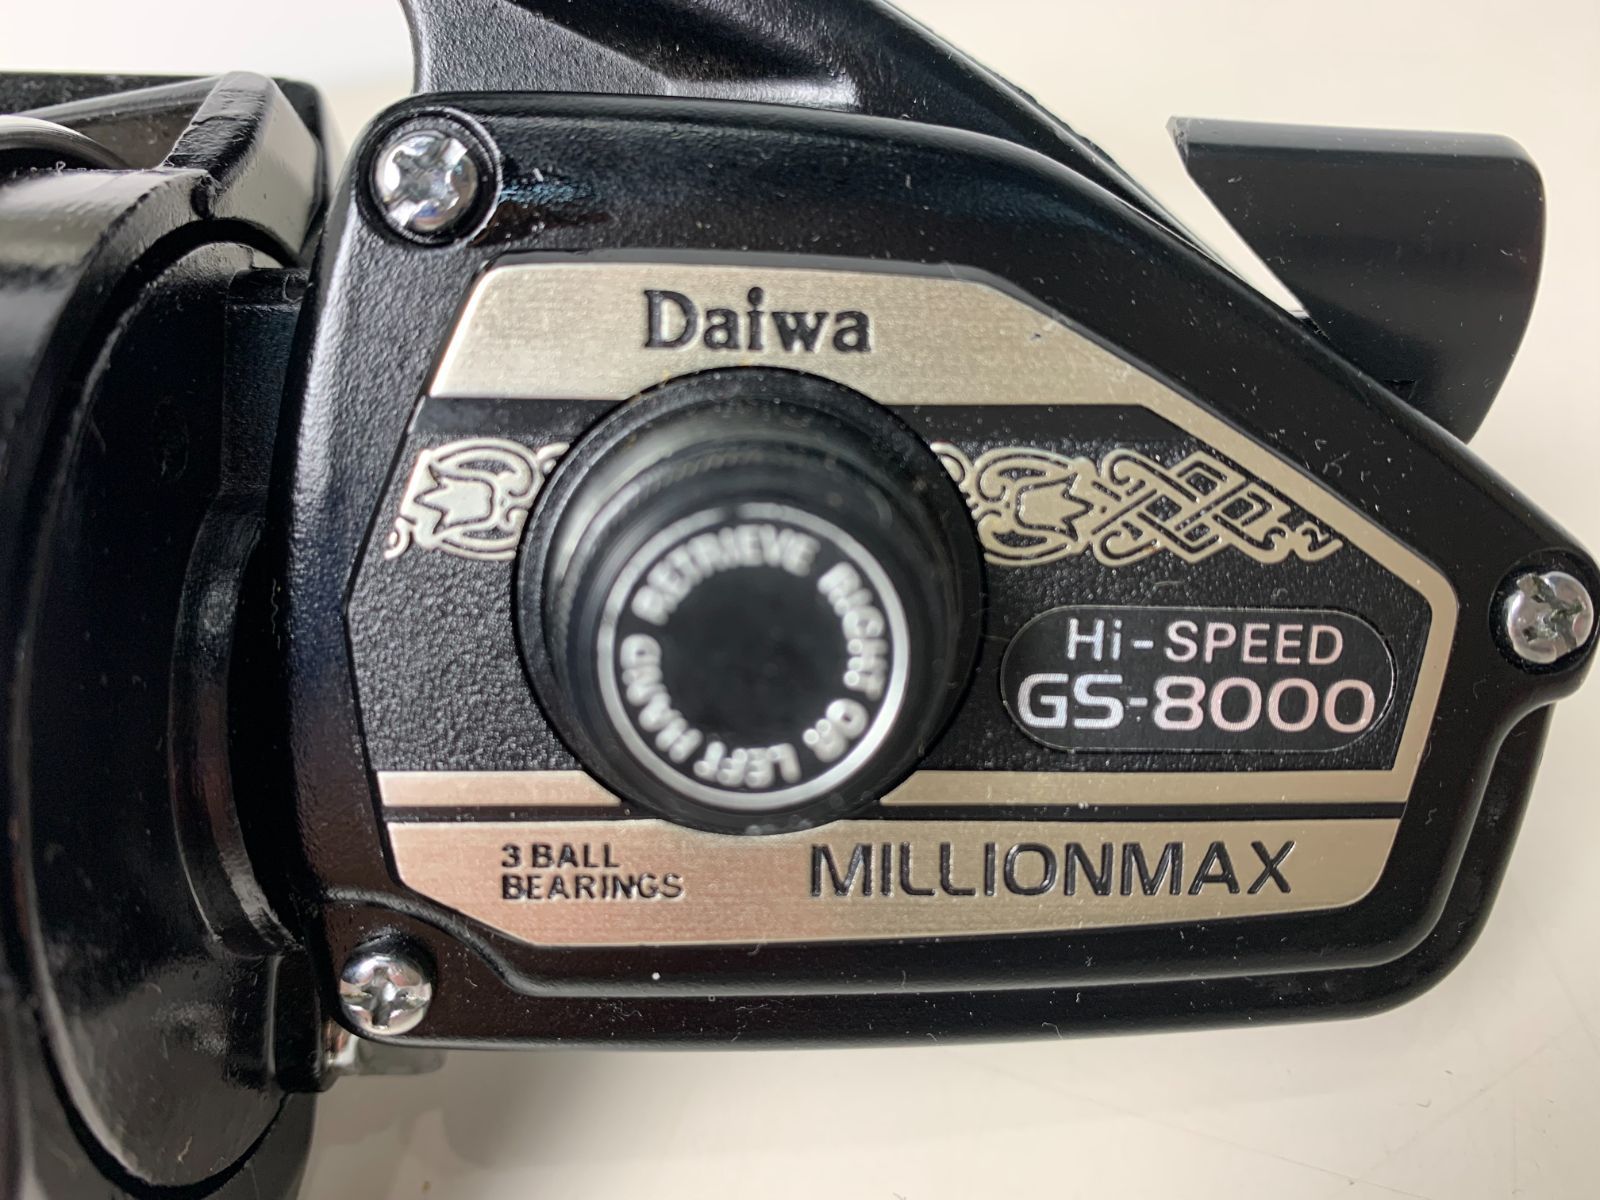 Daiwa
RETRIEVE RIGHT OR LEFT HAND
Hi-SPEED
GS-8000
3 BALL
BEARINGS
MILLIONMAX